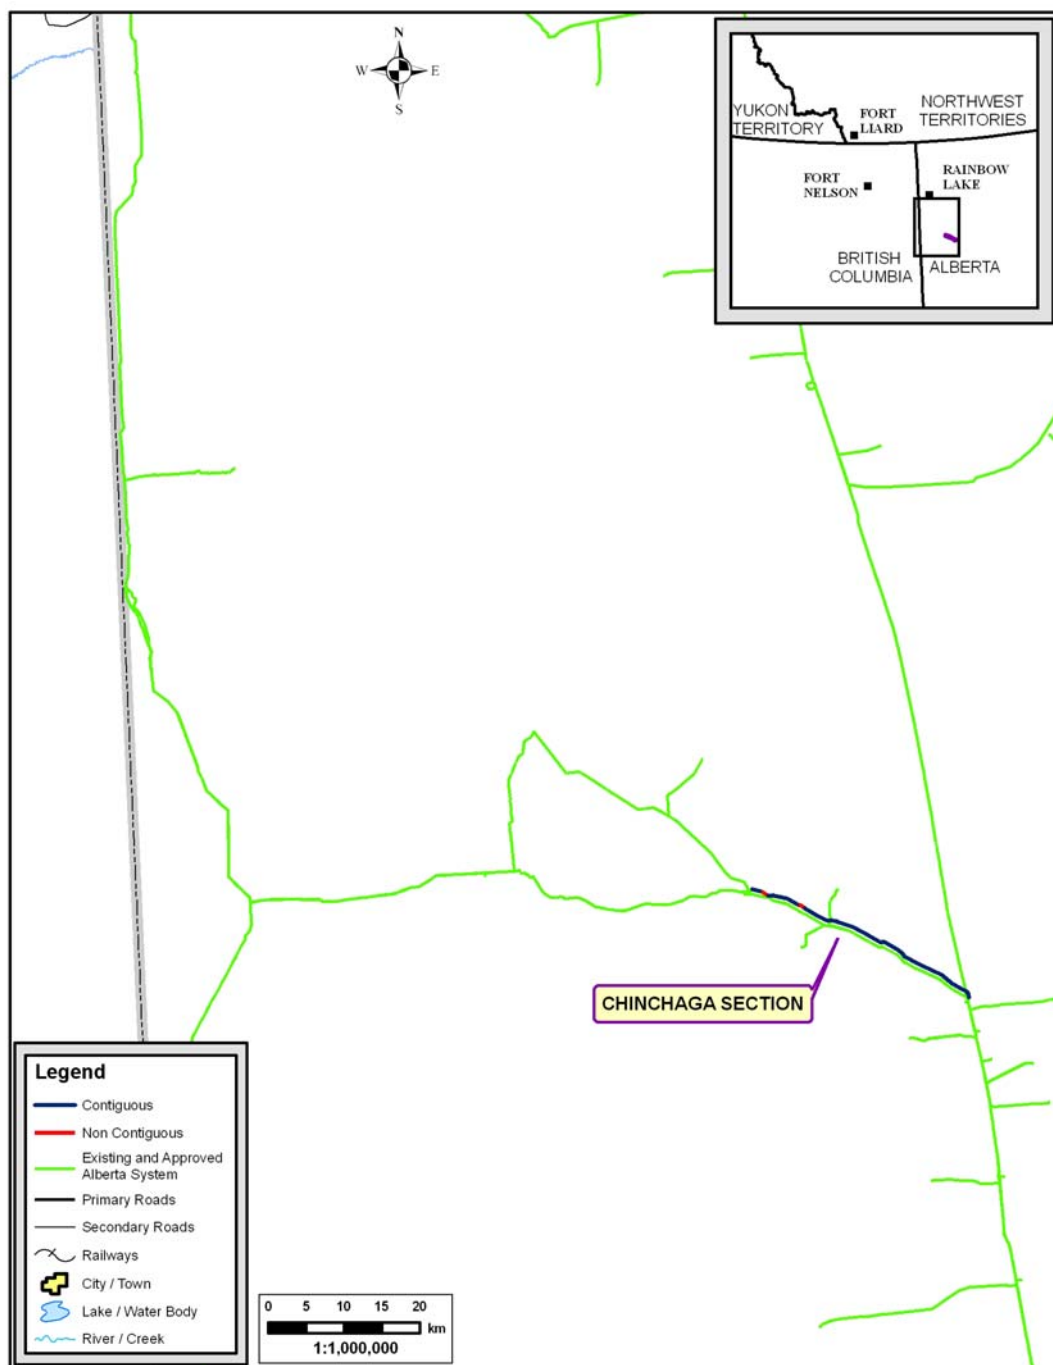 N
W E
S
YUKON
TERRITORY
FORT
LIARD
NORTHWEST
TERRITORIES
FORT
NELSON
RAINBOW
LAKE
BRITISH
COLUMBIA
ALBERTA
CHINCHAGA SECTION
Legend
Contiguous
Non Contiguous
Existing and Approved
Alberta System
Primary Roads
Secondary Roads
Railways
City / Town
Lake / Water Body
River / Creek
0 5 10 15 20
km
1:1,000,000